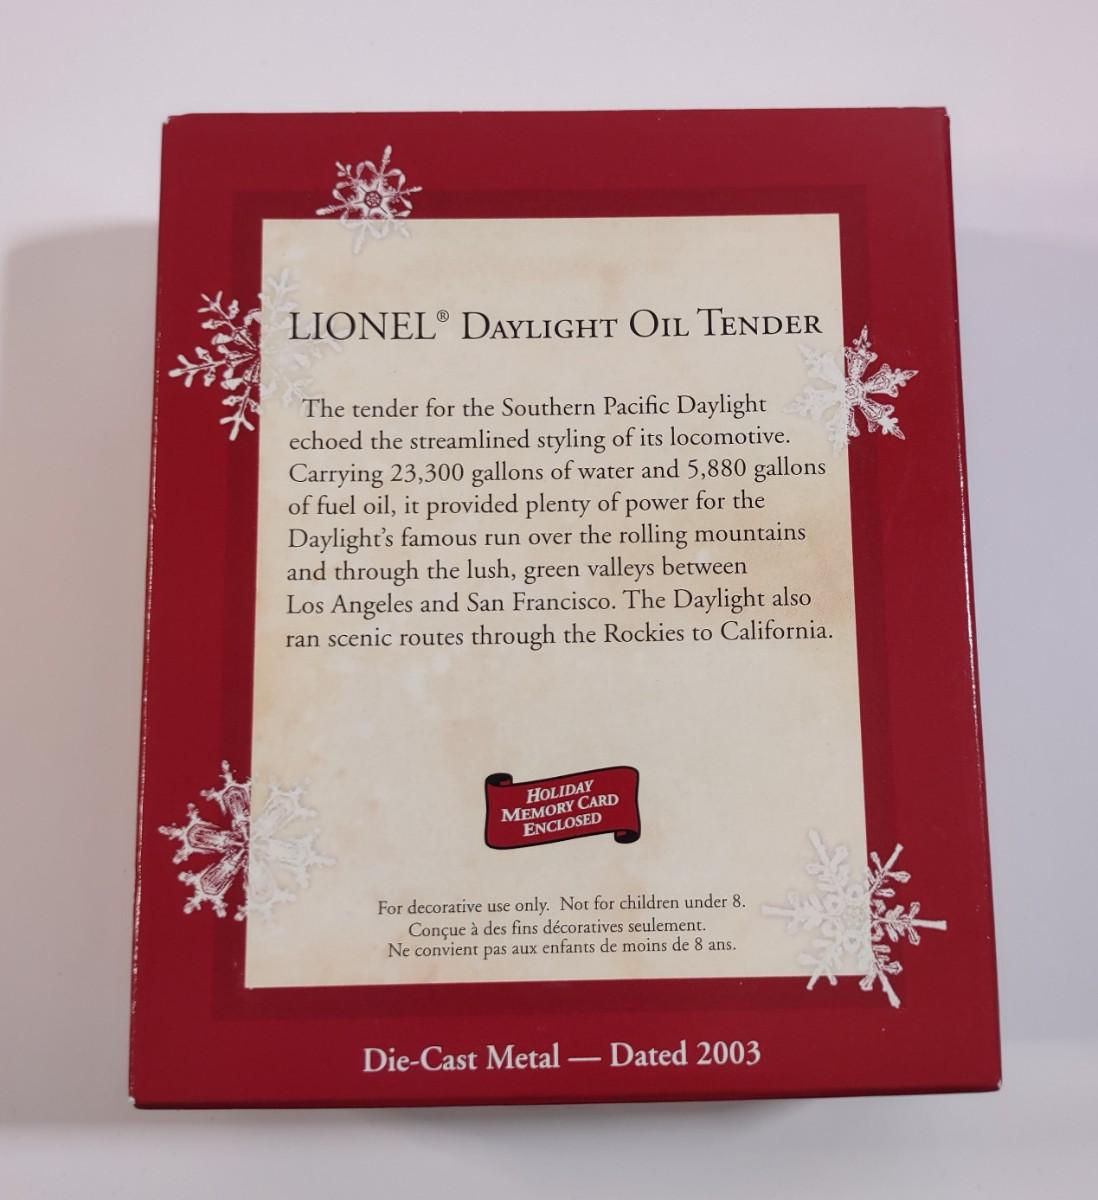 LIONEL® DAYLIGHT OIL TENDER
The tender for the Southern Pacific Daylight
echoed the streamlined styling of its locomotive.
Carrying 23,300 gallons of water and 5,880 gallons
of fuel oil, it provided plenty of power for the
Daylight's famous run over the rolling mountains
and through the lush, green valleys between
Los Angeles and San Francisco. The Daylight also
ran scenic routes through the Rockies to California.
HOLIDAY
MEMORY CARD
ENCLOSED
For decorative use only. Not for children under 8.
Conçue à des fins décoratives seulement.
Ne convient pas aux enfants de moins de 8 ans.
Die-Cast Metal — Dated 2003